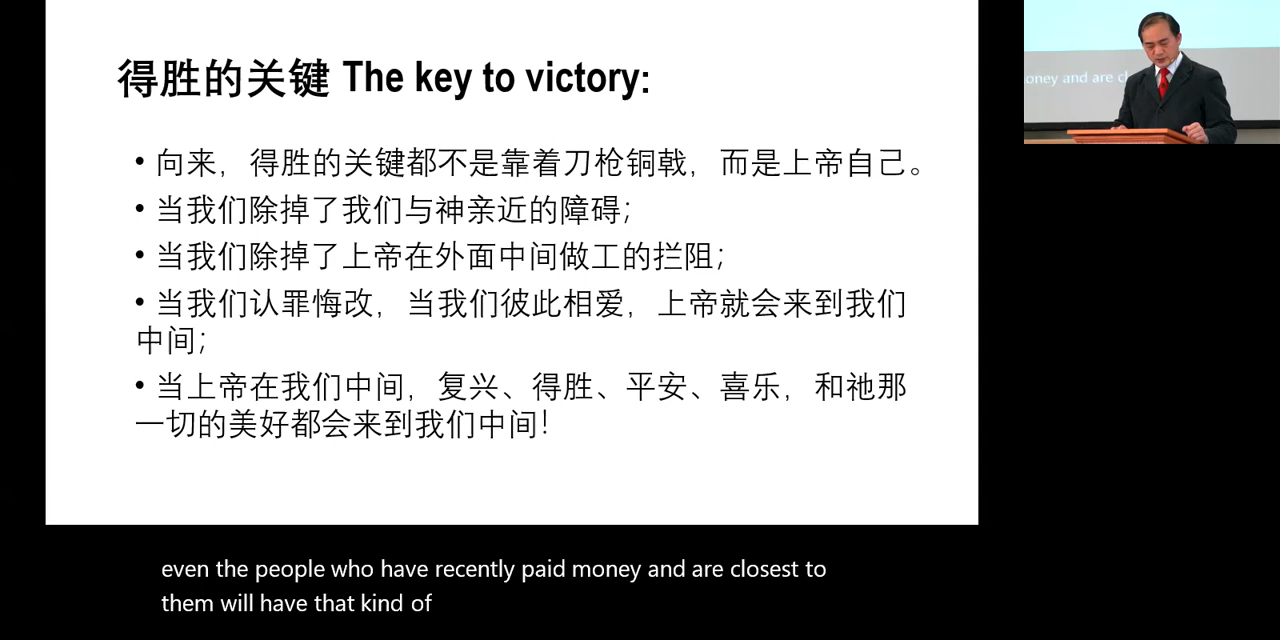 得胜的关键 The key to victory:
• 向来，得胜的关键都不是靠着刀枪铜戟，而是上帝自己。
• 当我们除掉了我们与神亲近的障碍；
• 当我们除掉了上帝在外面中间做工的拦阻；
• 当我们认罪悔改，当我们彼此相爱，上帝就会来到我们
中间；
• 当上帝在我们中间，复兴、得胜、平安、喜乐，和祂那
一切的美好都会来到我们中间！
oney and are cl
even the people who have recently paid money and are closest to
them will have that kind of